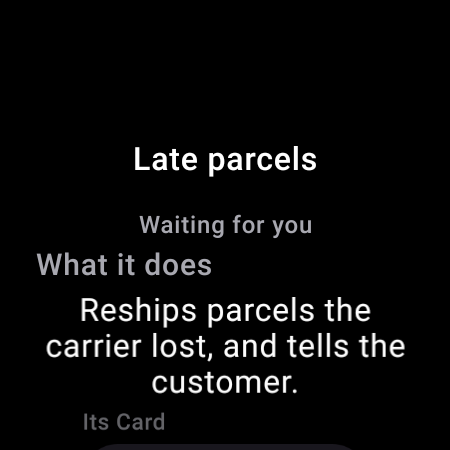 Late parcels
Waiting for you
What it does
Reships parcels the
carrier lost, and tells the
customer.
Its Card